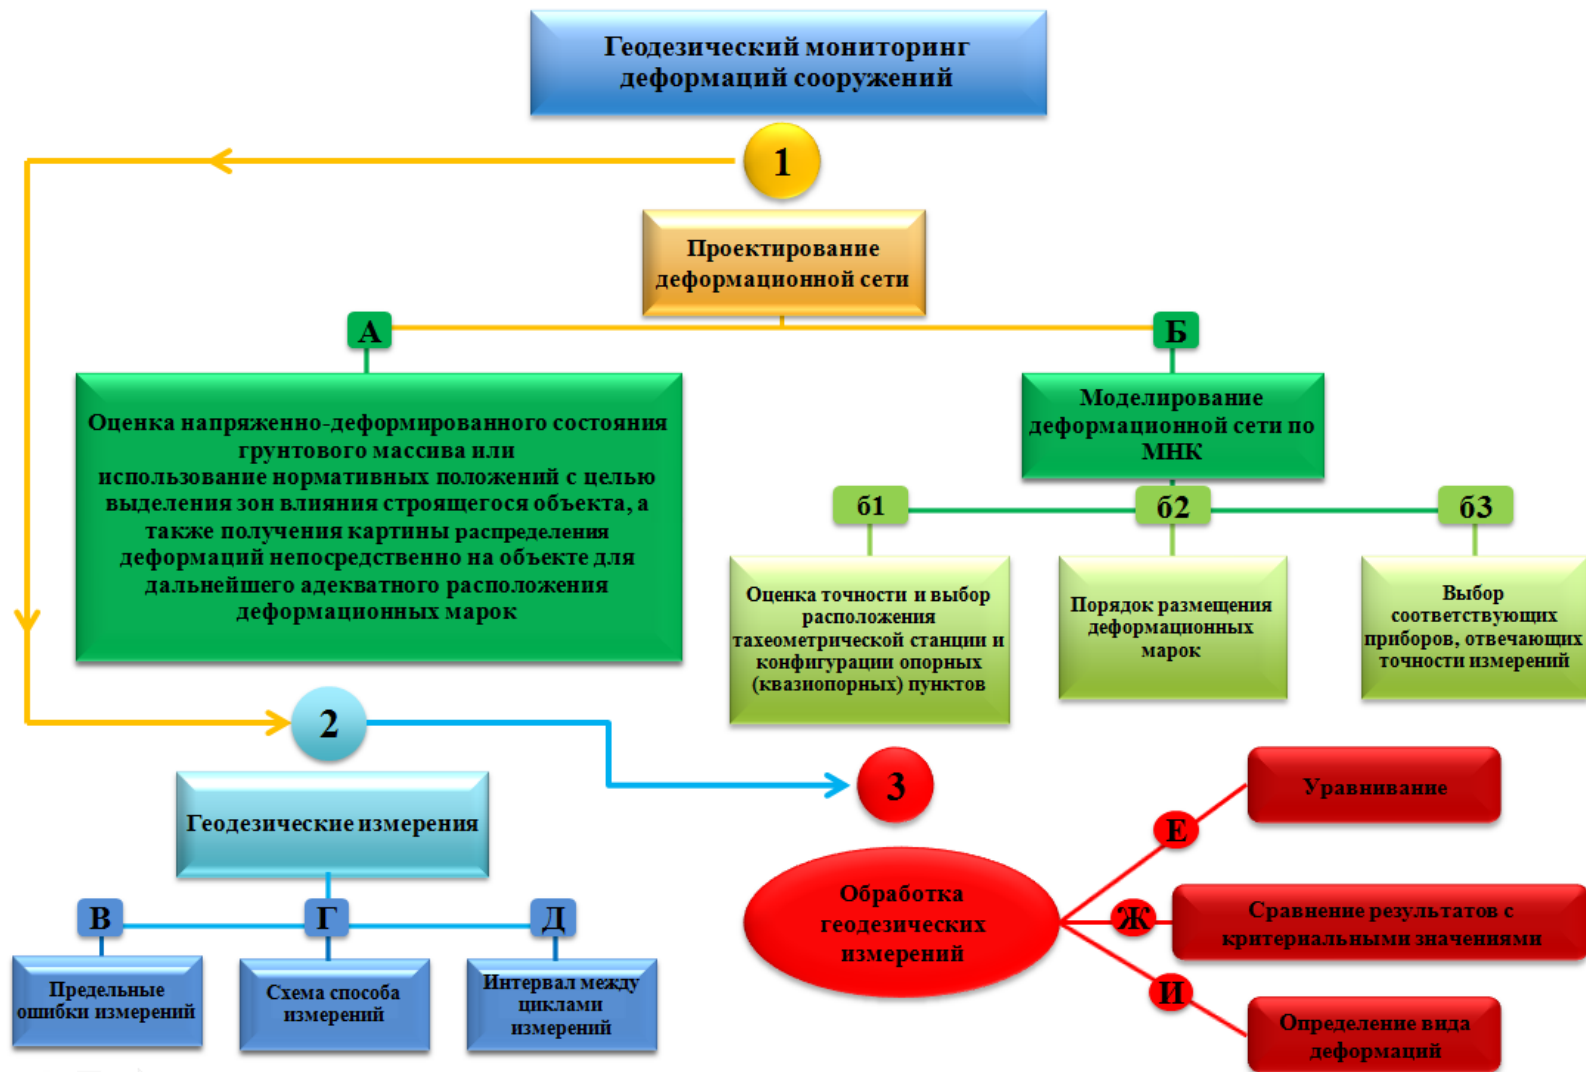 Геодезический мониторинг
деформаций сооружений
1
Проектирование
деформационной сети
А
Б
Оценка напряженно-деформированного состояния
грунтового массива или
использование нормативных положений с целью
выделения зон влияния строящегося объекта, а
также получения картины распределения
деформаций непосредственно на объекте для
дальнейшего адекватного расположения
деформационных марок
Моделирование
деформационной сети по
МНК
б1
б2
б3
Оценка точности и выбор
расположения
тахеометрической станции и
конфигурации опорных
(квазиопорных) пунктов
Порядок размещения
деформационных
марок
Выбор
соответствующих
приборов, отвечающих
точности измерений
2
Геодезические измерения
В
Г
Д
Предельные
ошибки измерений
Схема способа
измерений
Интервал между
циклами
измерений
3
Обработка
геодезических
измерений
Е
Уравнивание
Ж
Сравнение результатов с
критериальными значениями
И
Определение вида
деформаций